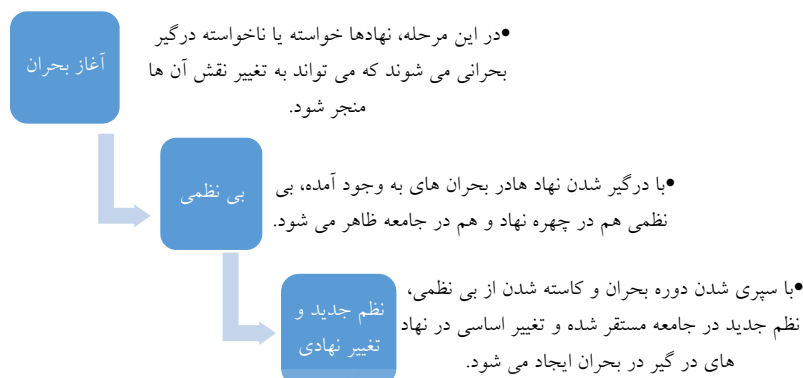 آغاز بحران
•در این مرحله، نهادها خواسته یا ناخواسته درگیر
بحرانی می شوند که می تواند به تغییر نقش آن ها
منجر شود.
بی نظمی
•با درگیر شدن نهاد هادر بحران های به وجود آمده، بی
نظمی هم در چهره نهاد و هم در جامعه ظاهر می شود.
نظم جدید و
تغییر نهادی
•با سپری شدن دوره بحران و کاسته شدن از بی نظمی،
نظم جدید در جامعه مستقر شده و تغییر اساسی در نهاد
های در گیر در بحران ایجاد می شود.